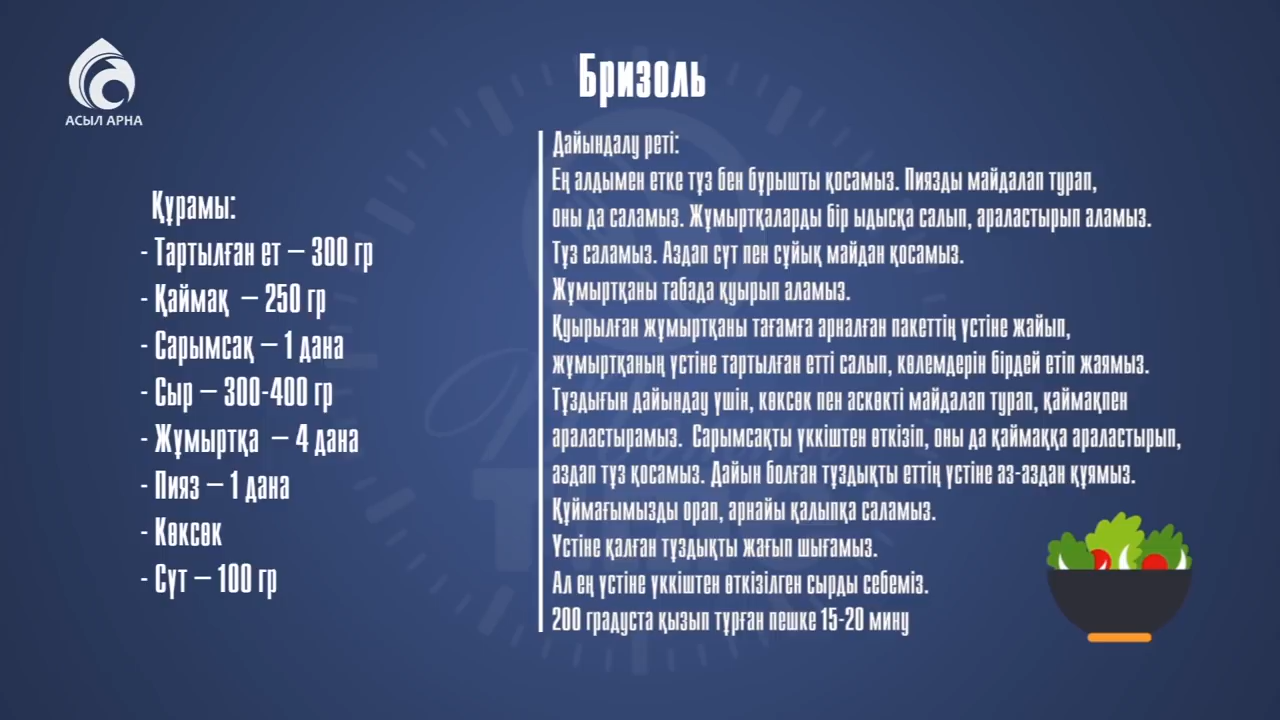 АСЫЛ АРНА
Бризоль
Құрамы:
- Тартылған ет – 300 гр
- Қаймақ – 250 гр
- Сарымсақ – 1 дана
- Сыр – 300-400 гр
- Жұмыртқа – 4 дана
- Пияз – 1 дана
- Көксөк
- Сүт – 100 гр
Дайындалу реті:
Ең алдымен етке тұз бен бұрышты қосамыз. Пиязды майдалап турап,
оны да саламыз. Жұмыртқаларды бір ыдысқа салып, араластырып аламыз.
Тұз саламыз. Аздап сүт пен сұйық майдан қосамыз.
Жұмыртқаны табада қуырып аламыз.
Қуырылған жұмыртқаны тағамға арналған пакеттің үстіне жайып,
жұмыртқаның үстіне тартылған етті салып, көлемдерін бірдей етіп жаямыз.
Тұздығын дайындау үшін, көксөк пен аскөкті майдалап турап, қаймақпен
араластырамыз. Сарымсақты үккіштен өткізіп, оны да қаймаққа араластырып,
аздап тұз қосамыз. Дайын болған тұздықты еттің үстіне аз-аздан құямыз.
Құймағымызды орап, арнайы қалыпқа саламыз.
Үстіне қалған тұздықты жағып шығамыз.
Ал ең үстіне үккіштен өткізілген сырды себеміз.
200 градуста қызып тұрған пешке 15-20 мину